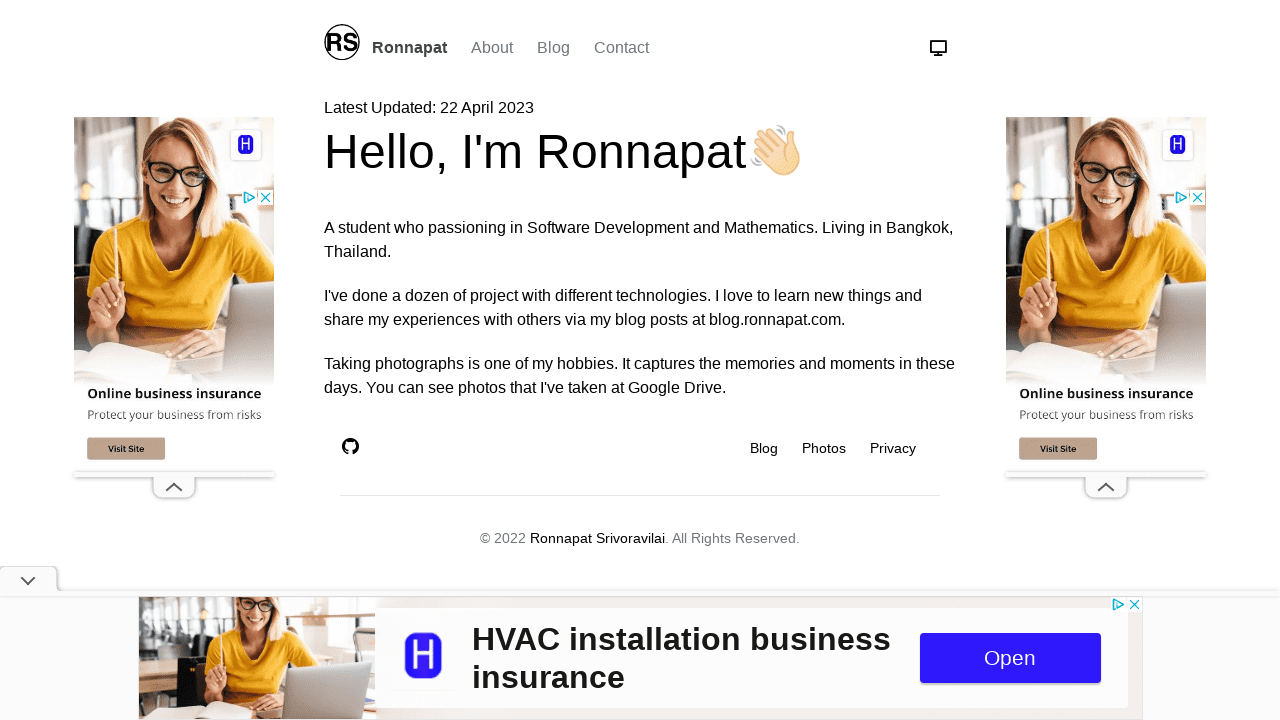 RS
Ronnapat About Blog Contact
Latest Updated: 22 April 2023
Hello, I'm Ronnapat👋🏻
A student who passioning in Software Development and Mathematics. Living in Bangkok,
Thailand.
I've done a dozen of project with different technologies. I love to learn new things and
share my experiences with others via my blog posts at blog.ronnapat.com.
Taking photographs is one of my hobbies. It captures the memories and moments in these
days. You can see photos that I've taken at Google Drive.
Blog Photos Privacy
© 2022 Ronnapat Srivoravilai. All Rights Reserved.
H
Online business insurance
Protect your business from risks
Visit Site
H
Online business insurance
Protect your business from risks
Visit Site
H
HVAC installation business
insurance
Open